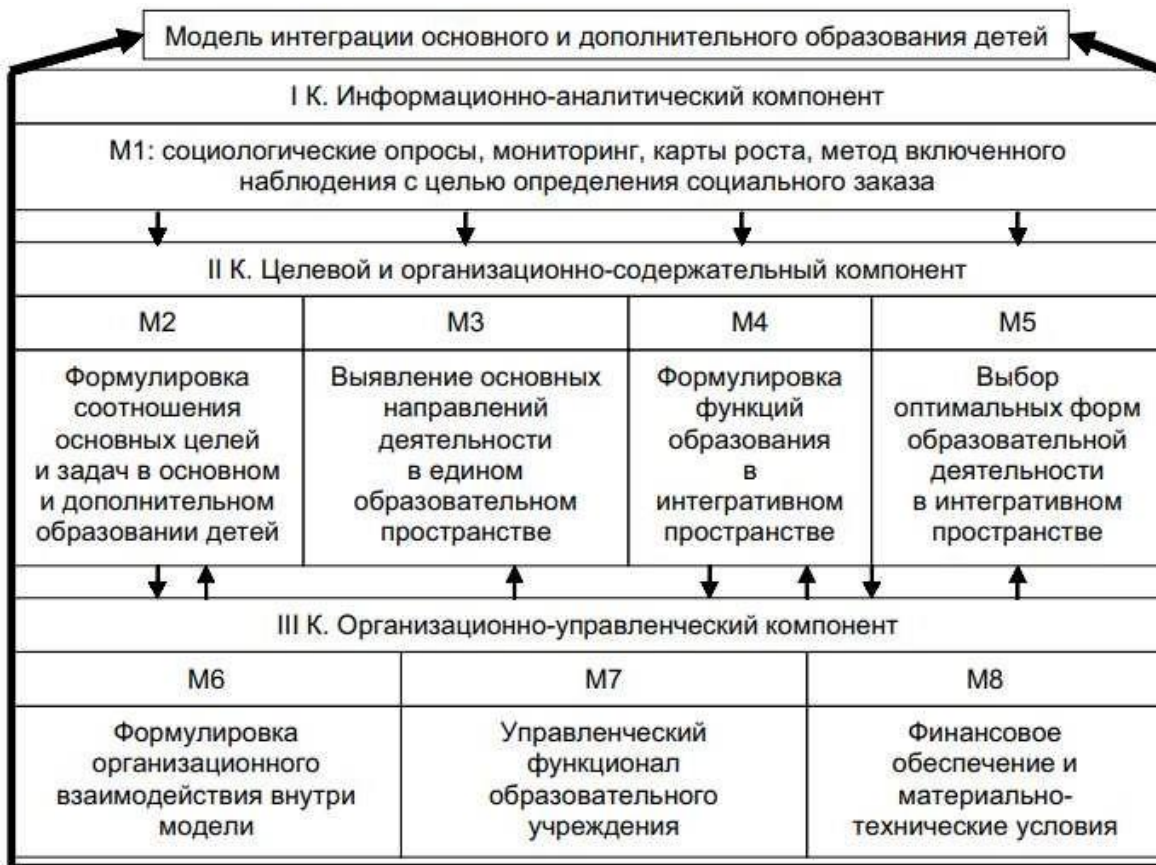 Модель интеграции основного и дополнительного образования детей
I К. Информационно-аналитический компонент
М1: социологические опросы, мониторинг, карты роста, метод включенного
наблюдения с целью определения социального заказа
II К. Целевой и организационно-содержательный компонент
М2
М3
М4
М5
Формулировка
соотношения
основных целей
и задач в основном
и дополнительном
образовании детей
Выявление основных
направлений
деятельности
в едином
образовательном
пространстве
Формулировка
функций
образования
в
интегративном
пространстве
Выбор
оптимальных форм
образовательной
деятельности
в интегративном
пространстве
III К. Организационно-управленческий компонент
М6
М7
М8
Формулировка
организационного
взаимодействия внутри
модели
Управленческий
функционал
образовательного
учреждения
Финансовое
обеспечение и
материально-
технические условия